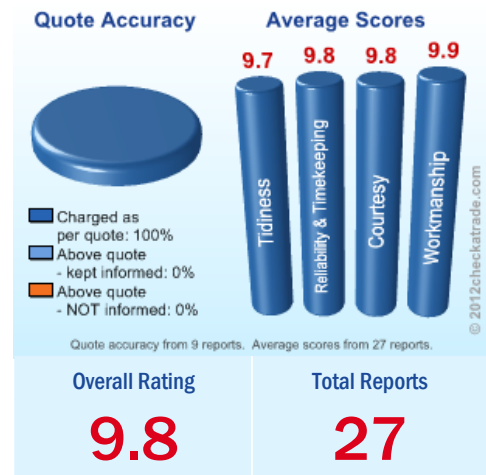 Quote Accuracy
Average Scores
9.7
9.8
9.8
9.9
Tidiness
Reliability & Timekeeping
Courtesy
Workmanship
Charged as
per quote: 100%
Above quote
- kept informed: 0%
Above quote
- NOT informed: 0%
© 2012checkatrade.com
Quote accuracy from 9 reports. Average scores from 27 reports.
Overall Rating
9.8
Total Reports
27